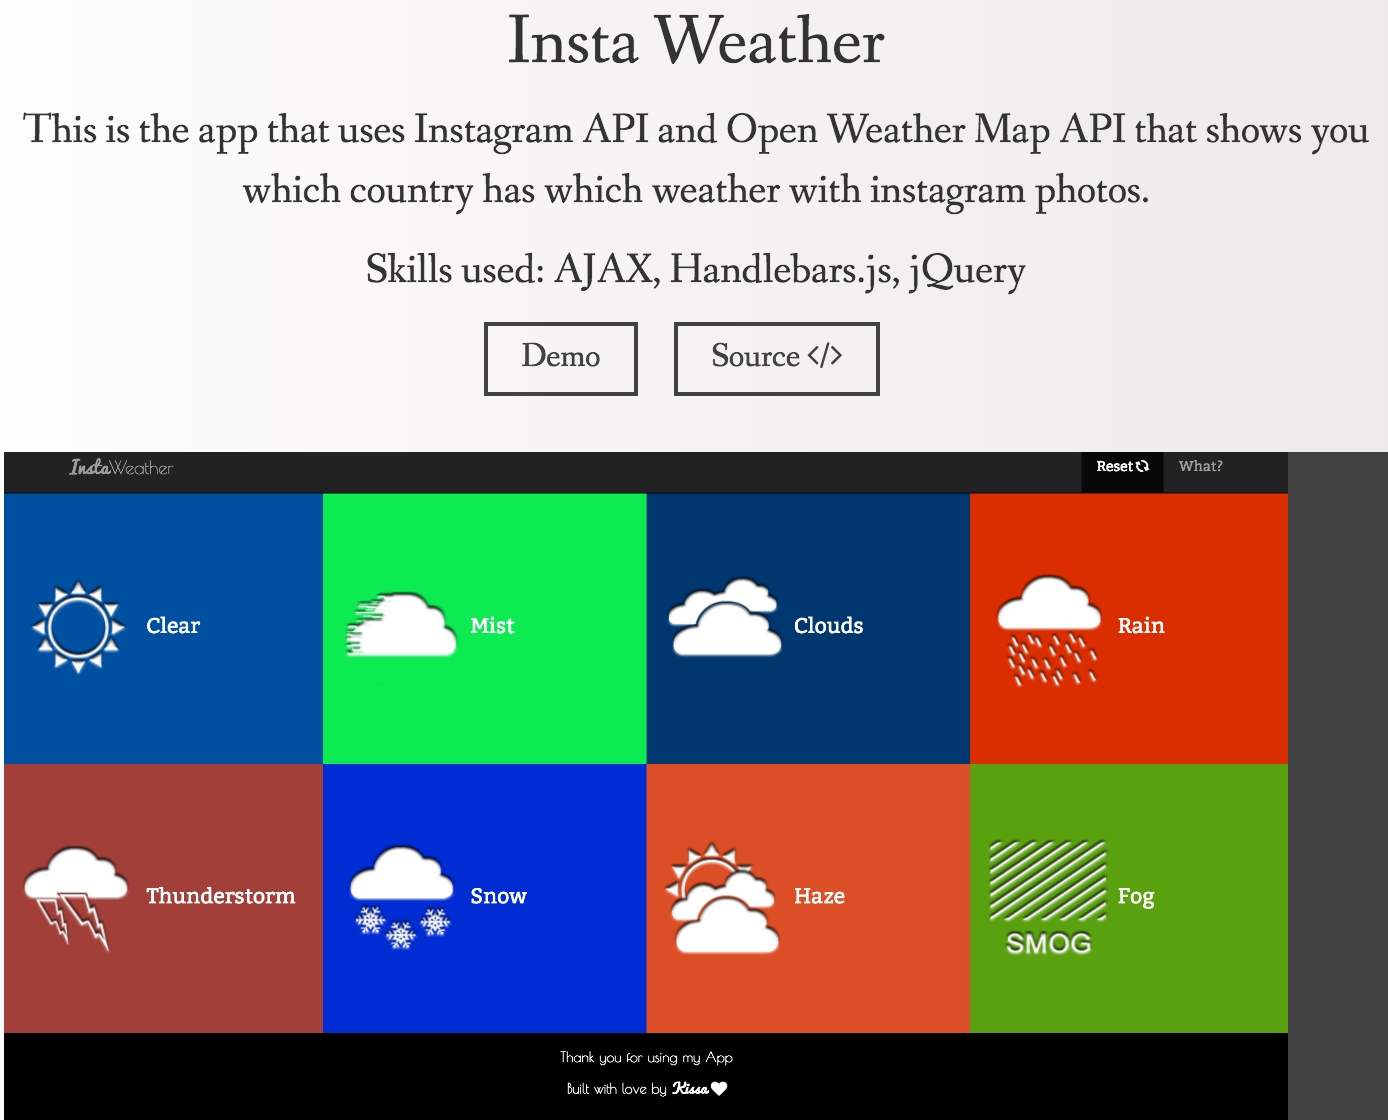 Insta Weather
This is the app that uses Instagram API and Open Weather Map API that shows you
which country has which weather with instagram photos.
Skills used: AJAX, Handlebars.js, jQuery
Demo
Source </>
InstaWeather
Reset
What?
Clear
Mist
Clouds
Rain
Thunderstorm
Snow
Haze
Fog
SMOG
Thank you for using my App
Built with love by Kissa